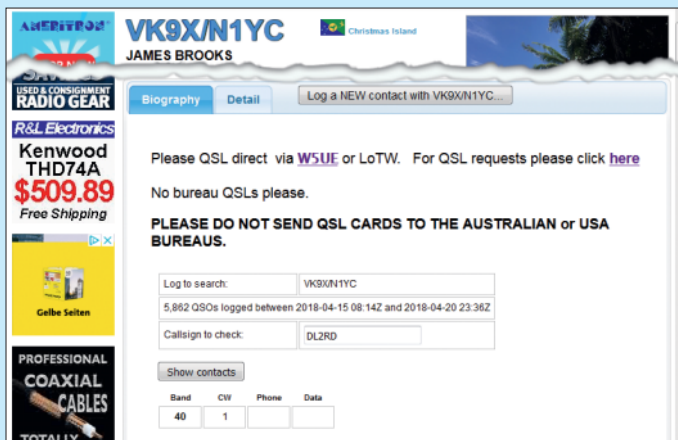 AMERITRON
VK9X/N1YC
Christmas Island
JAMES BROOKS
USED & CONSIGNMENT
RADIO GEAR
Biography
Detail
Log a NEW contact with VK9X/N1YC...
R&L Electronics
Kenwood
THD74A
$509.89
Free Shipping
Please QSL direct via W5UE or LoTW. For QSL requests please click here
No bureau QSLs please.
PLEASE DO NOT SEND QSL CARDS TO THE AUSTRALIAN or USA
BUREAUS.
Gelbe Seiten
Log to search: VK9X/N1YC
5,862 QSOs logged between 2018-04-15 08:14Z and 2018-04-20 23:36Z
Callsign to check: DL2RD
Show contacts
Band CW Phone Data
40 1
PROFESSIONAL
COAXIAL
CABLES
TOTALLY